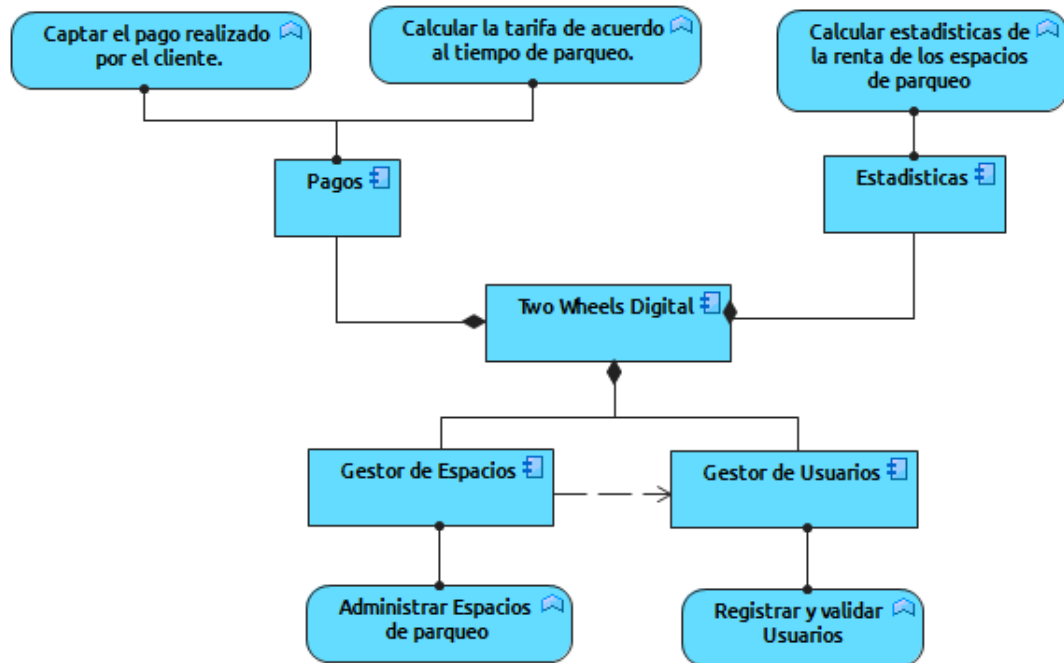 Captar el pago realizado
por el cliente.
Calcular la tarifa de acuerdo
al tiempo de parqueo.
Calcular estadisticas de
la renta de los espacios
de parqueo
Pagos
Estadisticas
Two Wheels Digital
Gestor de Espacios
Gestor de Usuarios
Administrar Espacios
de parqueo
Registrar y validar
Usuarios